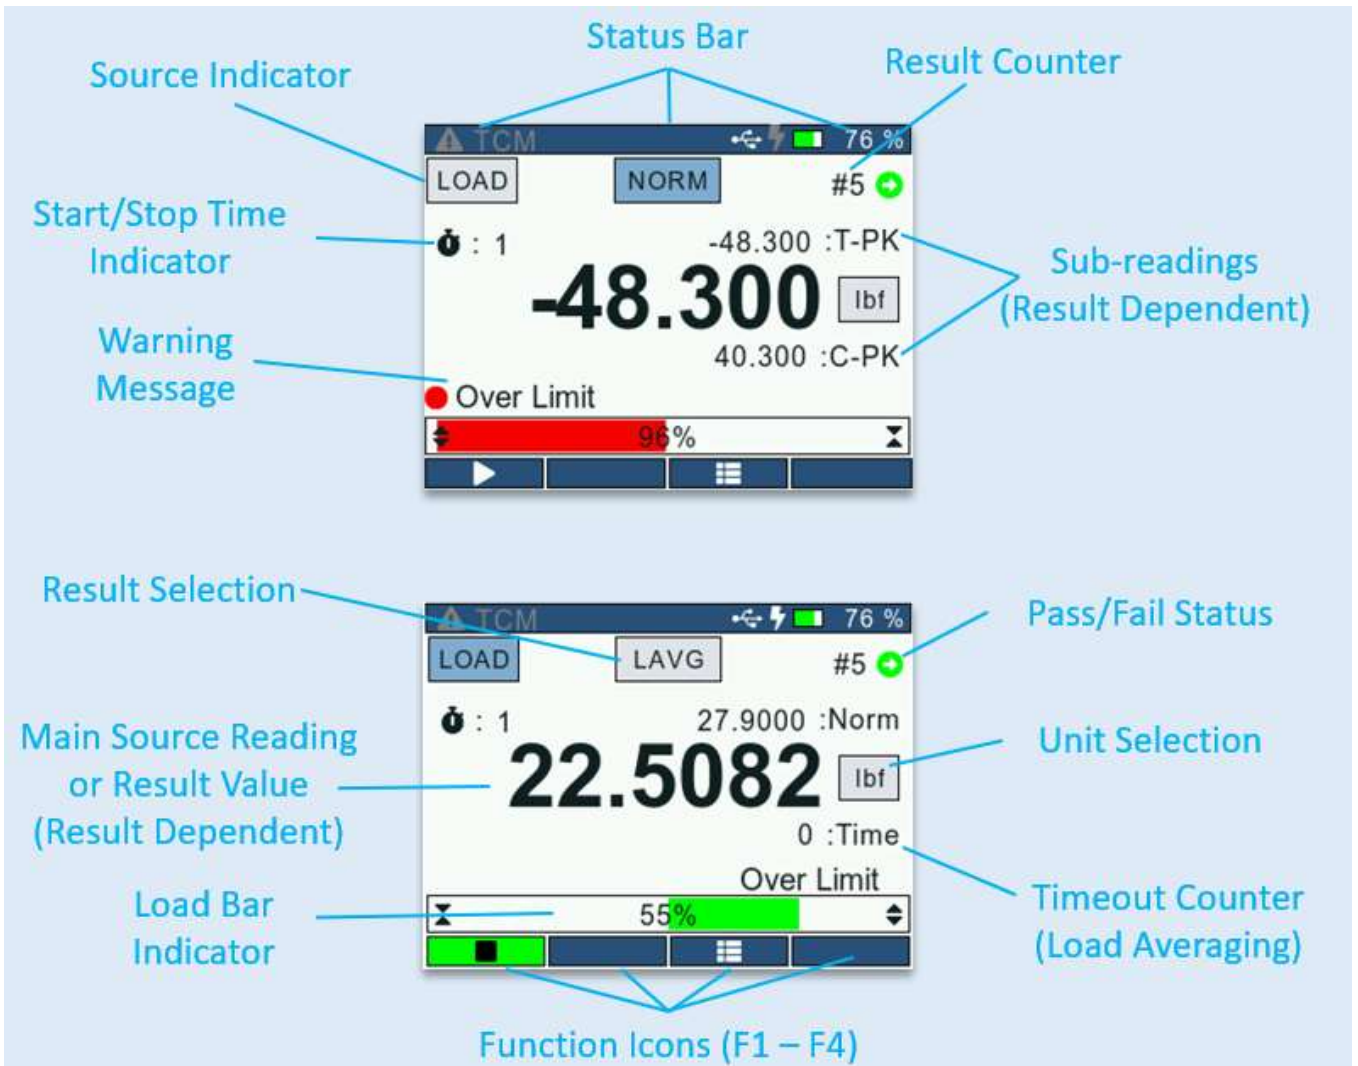 Status Bar
Source Indicator
Result Counter
TCM 76 %
LOAD NORM #5
Start/Stop Time
Indicator
: 1
-48.300 :T-PK
-48.300 lbf
40.300 :C-PK
Sub-readings
(Result Dependent)
Warning
Message
Over Limit
96%
Result Selection
Pass/Fail Status
TCM 76 %
LOAD LAVG #5
: 1
27.9000 :Norm
22.5082 lbf
0 :Time
Over Limit
55%
Main Source Reading
or Result Value
(Result Dependent)
Unit Selection
Load Bar
Indicator
Timeout Counter
(Load Averaging)
Function Icons (F1 – F4)